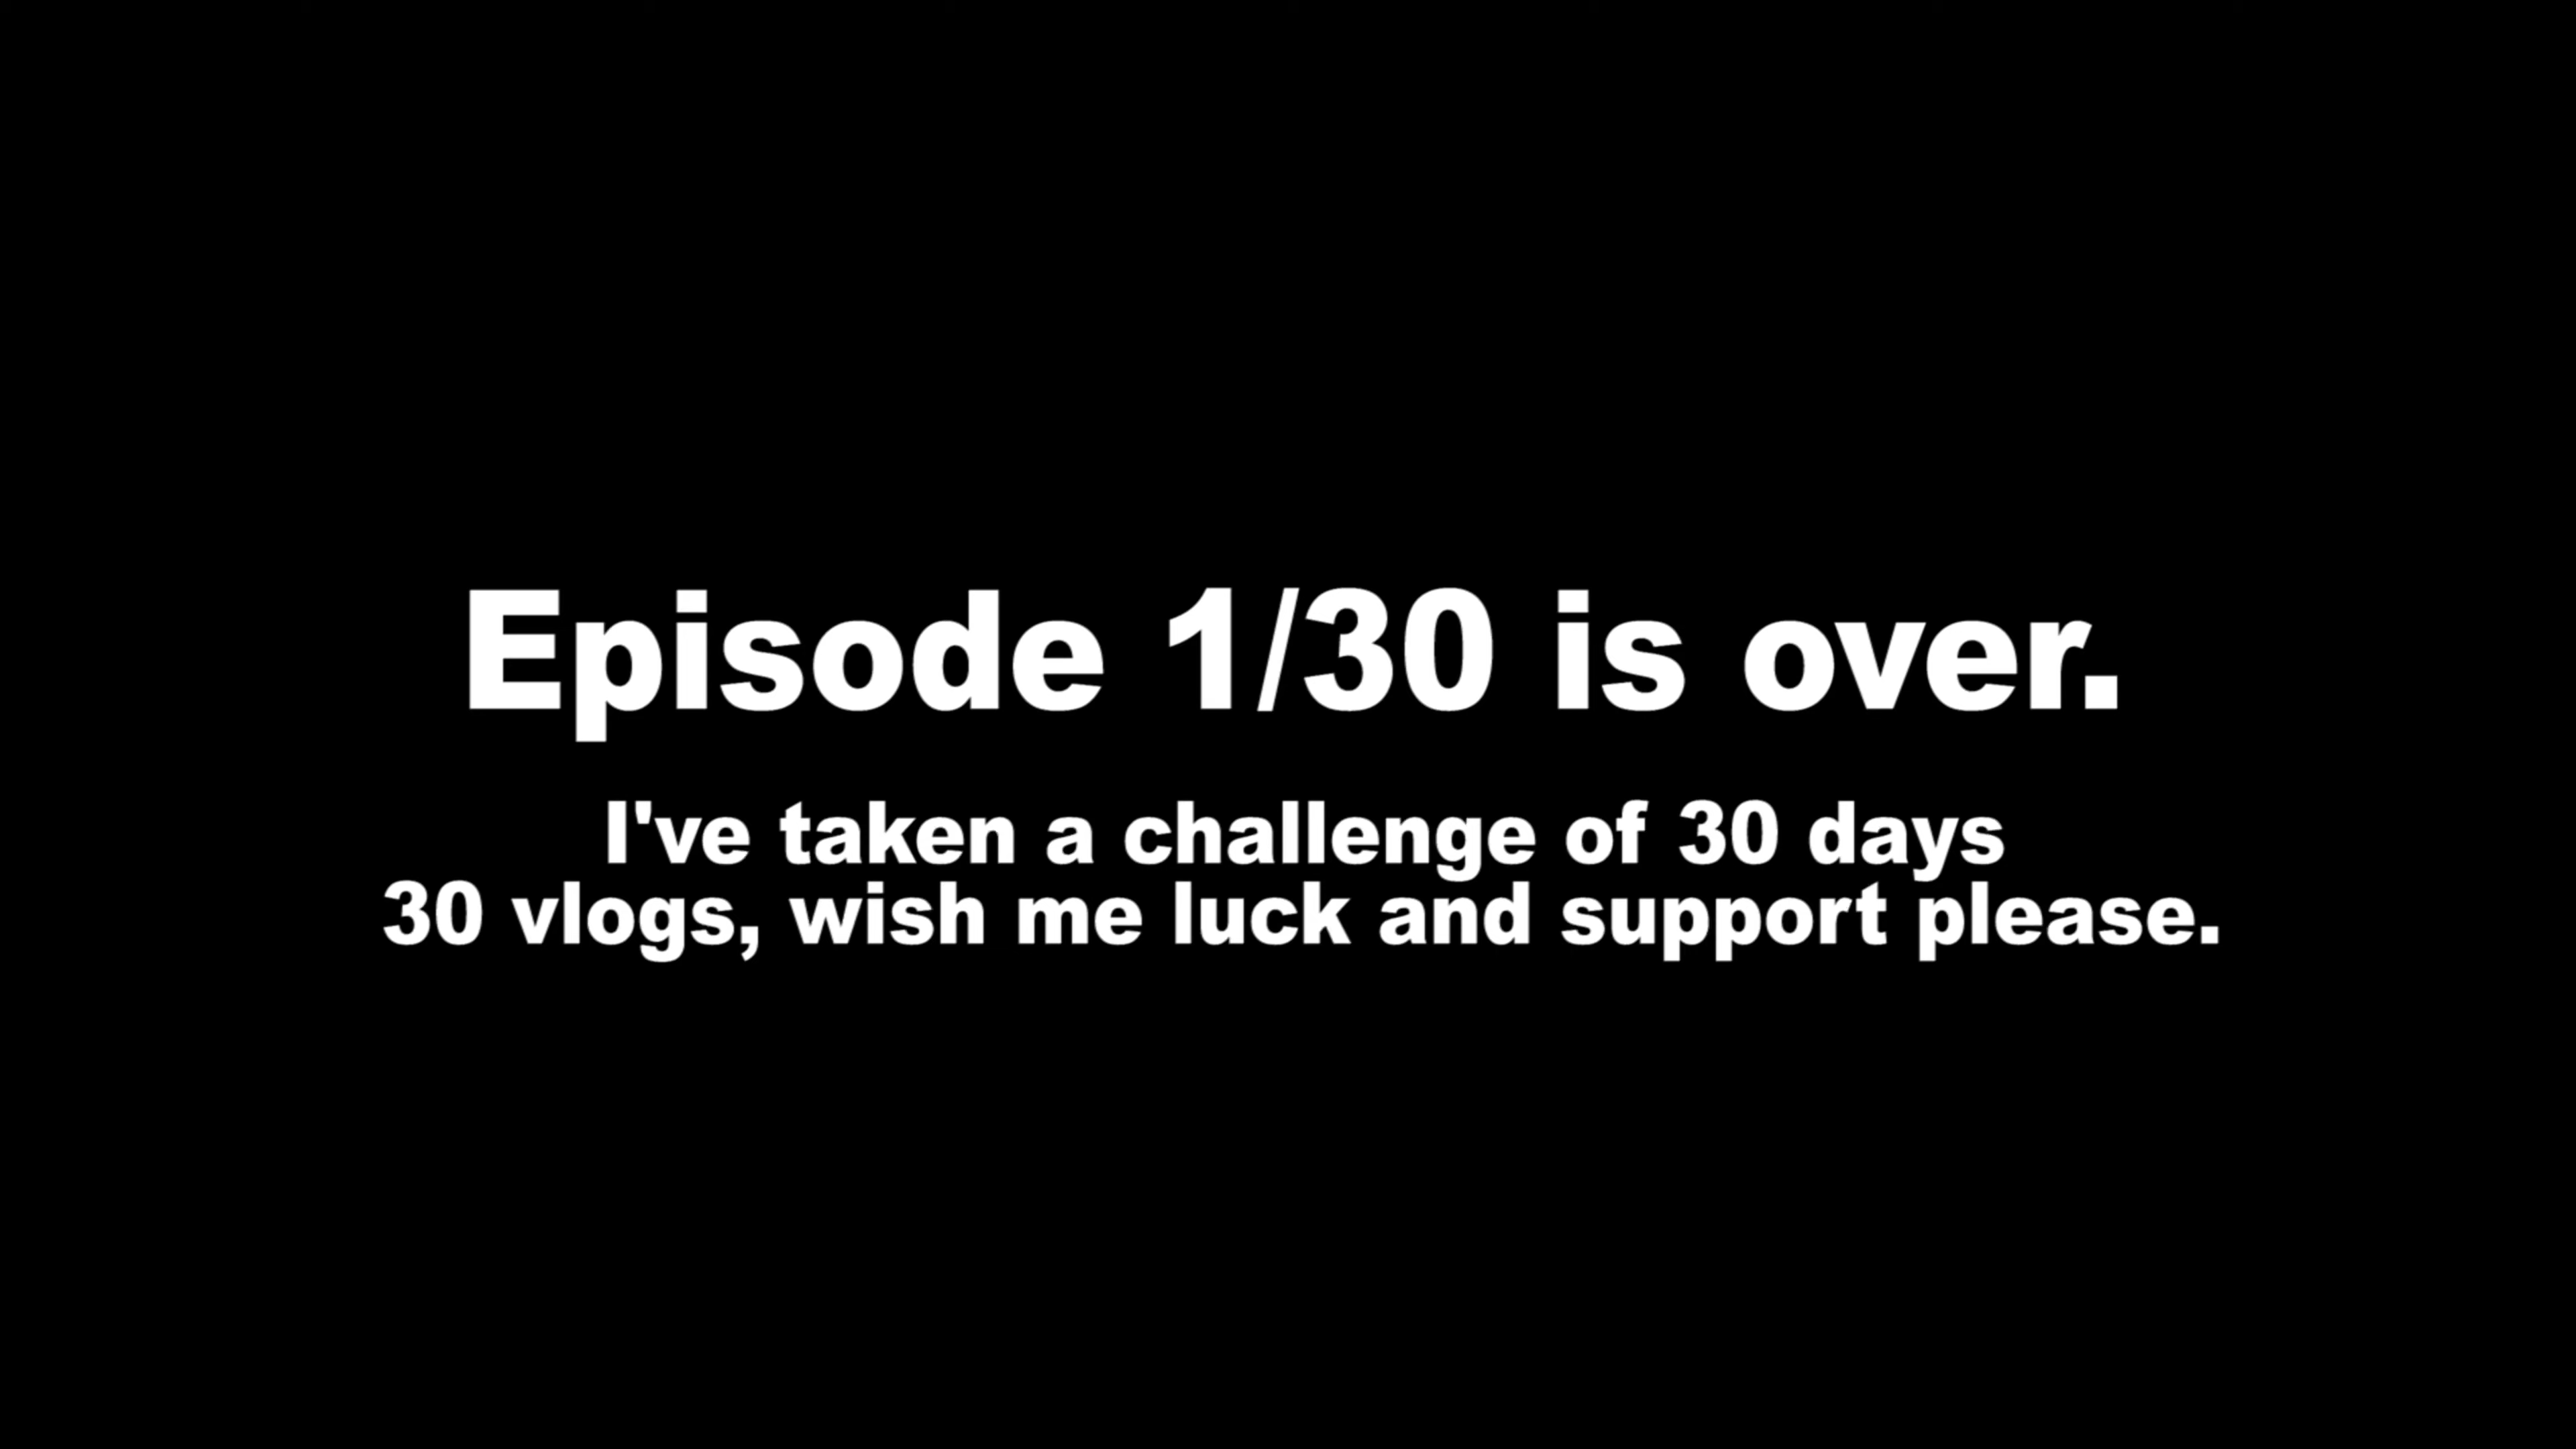 Episode 1/30 is over.
I've taken a challenge of 30 days
30 vlogs, wish me luck and support please.